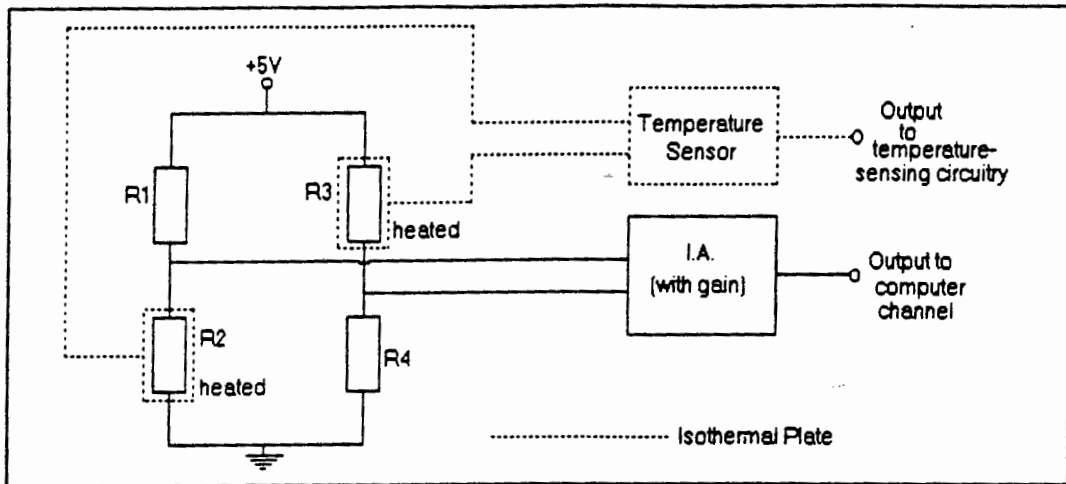 +5V
R1
R3
heated
R2
heated
R4
Temperature
Sensor
Output
to
temperature-
sensing circuitry
I.A.
(with gain)
Output to
computer
channel
Isothermal Plate